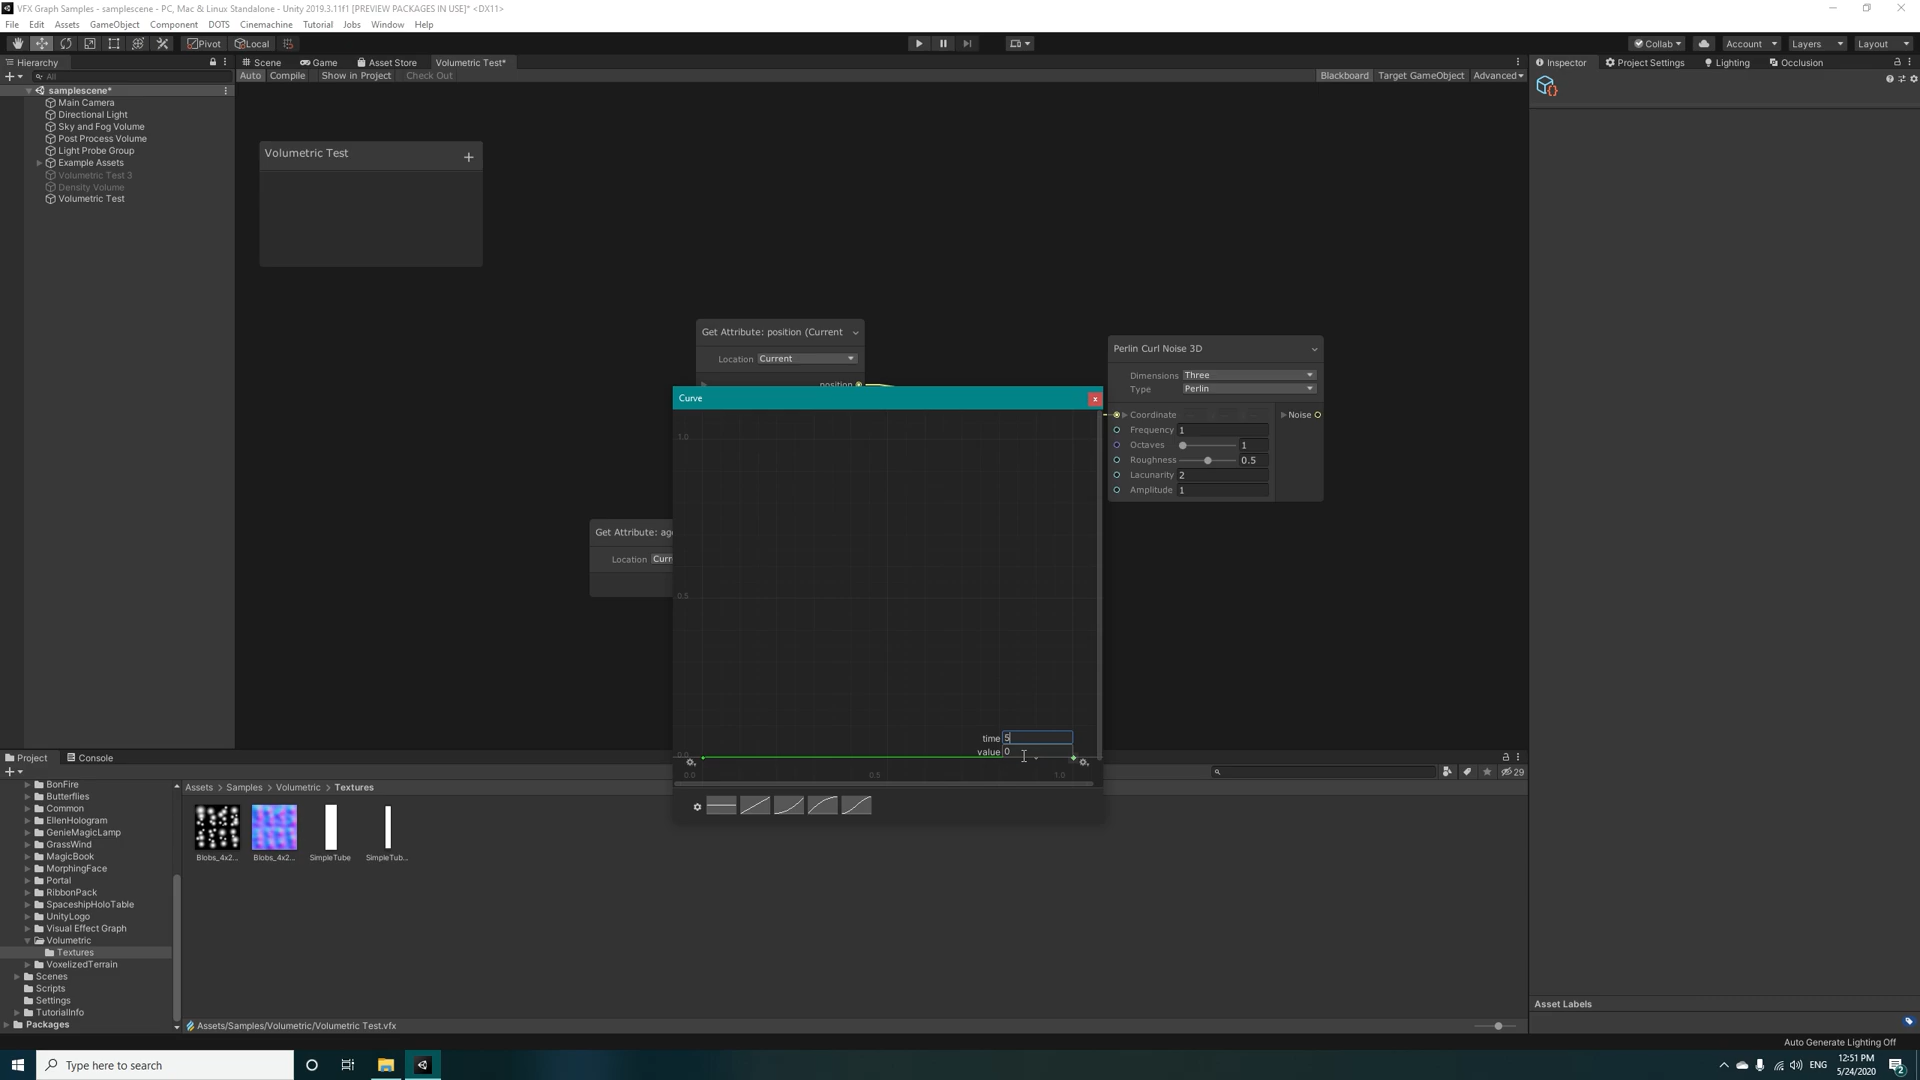 VFX Graph Samples - samplescene - PC, Mac & Linux Standalone - Unity 2019.3.11f1 [PREVIEW PACKAGES IN USE]* <DX11>
File Edit Assets GameObject Component DOTS Cinemachine Tutorial Jobs Window Help
Pivot Local Collab Account Layers Layout
Hierarchy Scene Game Asset Store Volumetric Test* Inspector Project Settings Lighting Occlusion
All Auto Compile Show in Project Check Out Blackboard Target GameObject Advanced
samplescene*
Main Camera
Directional Light
Sky and Fog Volume
Post Process Volume
Light Probe Group
Example Assets
Volumetric Test 3
Density Volume
Volumetric Test
Volumetric Test
Get Attribute: position (Current
Location Current
position
Perlin Curl Noise 3D
Dimensions Three
Type Perlin
Coordinate Noise
Frequency 1
Octaves 1
Roughness 0.5
Lacunarity 2
Amplitude 1
Get Attribute: age
Location Curr
Curve
1.0
0.5
0.0
time 5
value 0
0.0 0.5 1.0
Project Console
29
Assets Samples Volumetric Textures
BonFire
Butterflies
Common
EllenHologram
GenieMagicLamp
GrassWind
MagicBook
MorphingFace
Portal
RibbonPack
SpaceshipHoloTable
UnityLogo
Visual Effect Graph
Volumetric
Textures
VoxelizedTerrain
Scenes
Scripts
Settings
TutorialInfo
Packages
Blobs_4x2... Blobs_4x2... SimpleTube SimpleTub...
Assets/Samples/Volumetric/Volumetric Test.vfx
Asset Labels
Auto Generate Lighting Off
Type here to search
ENG
12:51 PM
5/24/2020
2